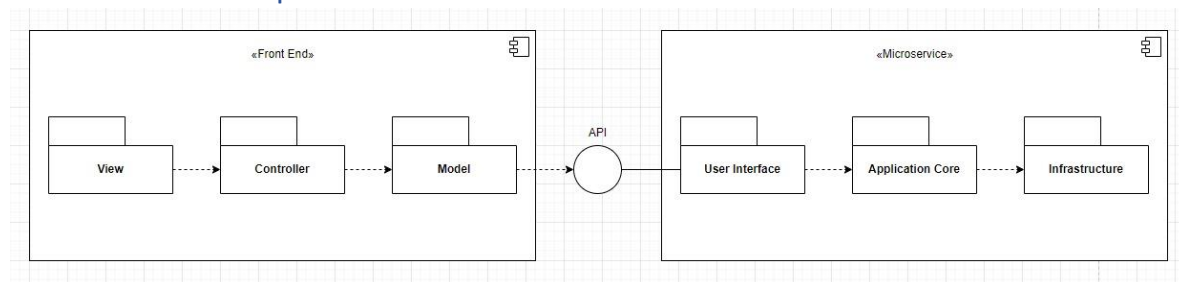 «Front End»
«Microservice»
API
View
Controller
Model
User Interface
Application Core
Infrastructure